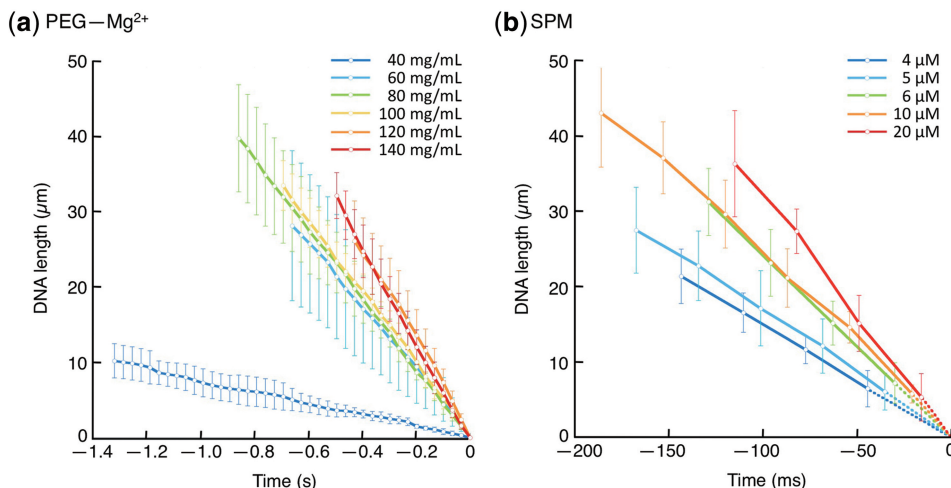 (a) PEG—Mg²⁺
50
40
30
20
10
0
DNA length (µm)
40 mg/mL
60 mg/mL
80 mg/mL
100 mg/mL
120 mg/mL
140 mg/mL
−1.4 −1.2 −1.0 −0.8 −0.6 −0.4 −0.2 0
Time (s)
(b) SPM
50
40
30
20
10
0
DNA length (µm)
4 µM
5 µM
6 µM
10 µM
20 µM
−200 −150 −100 −50 0
Time (ms)